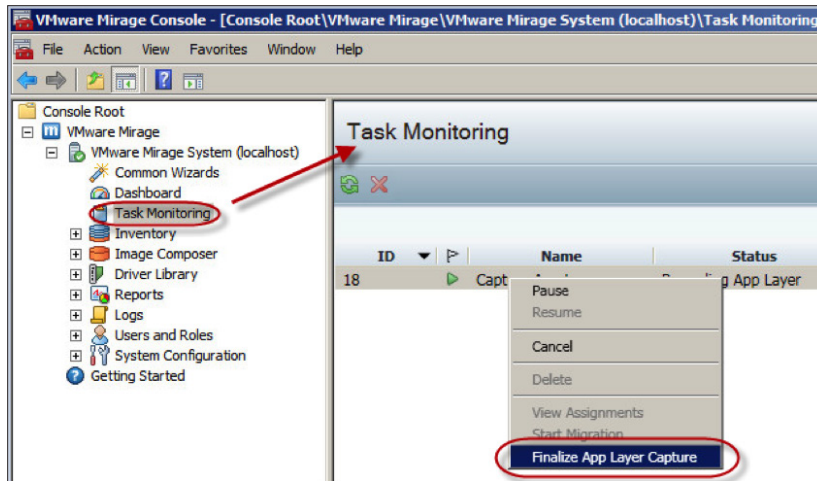 VMware Mirage Console - [Console Root\VMware Mirage\VMware Mirage System (localhost)\Task Monitoring
File Action View Favorites Window Help
Console Root
VMware Mirage
VMware Mirage System (localhost)
Common Wizards
Dashboard
Task Monitoring
Inventory
Image Composer
Driver Library
Reports
Logs
Users and Roles
System Configuration
Getting Started
Task Monitoring
ID Name Status
18 Capt App Layer
Pause
Resume
Cancel
Delete
View Assignments
Start Migration
Finalize App Layer Capture